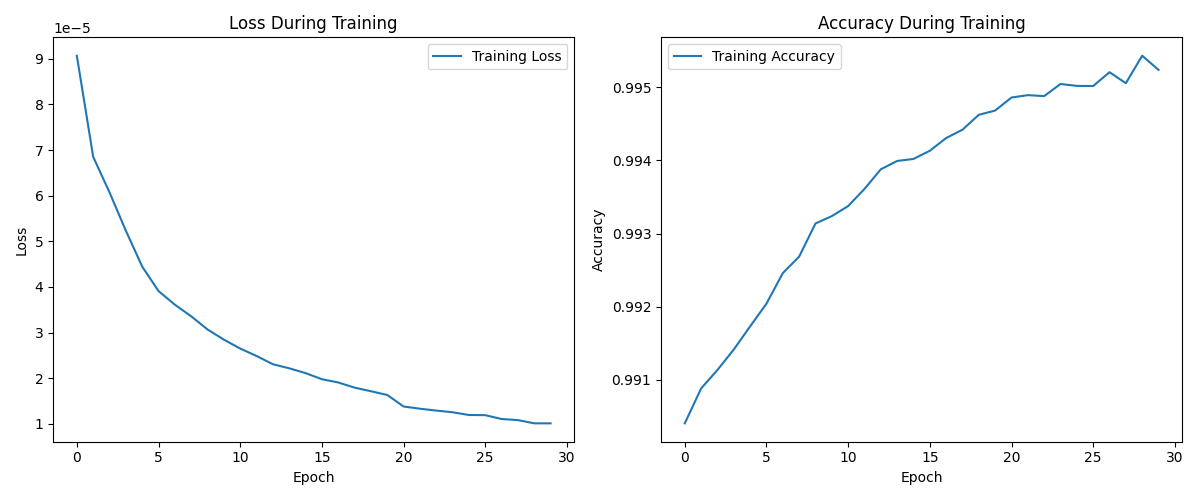 Loss During Training
1e−5
Training Loss
9
8
7
6
5
4
3
2
1
Loss
0 5 10 15 20 25 30
Epoch
Accuracy During Training
Training Accuracy
0.995
0.994
0.993
0.992
0.991
Accuracy
0 5 10 15 20 25 30
Epoch